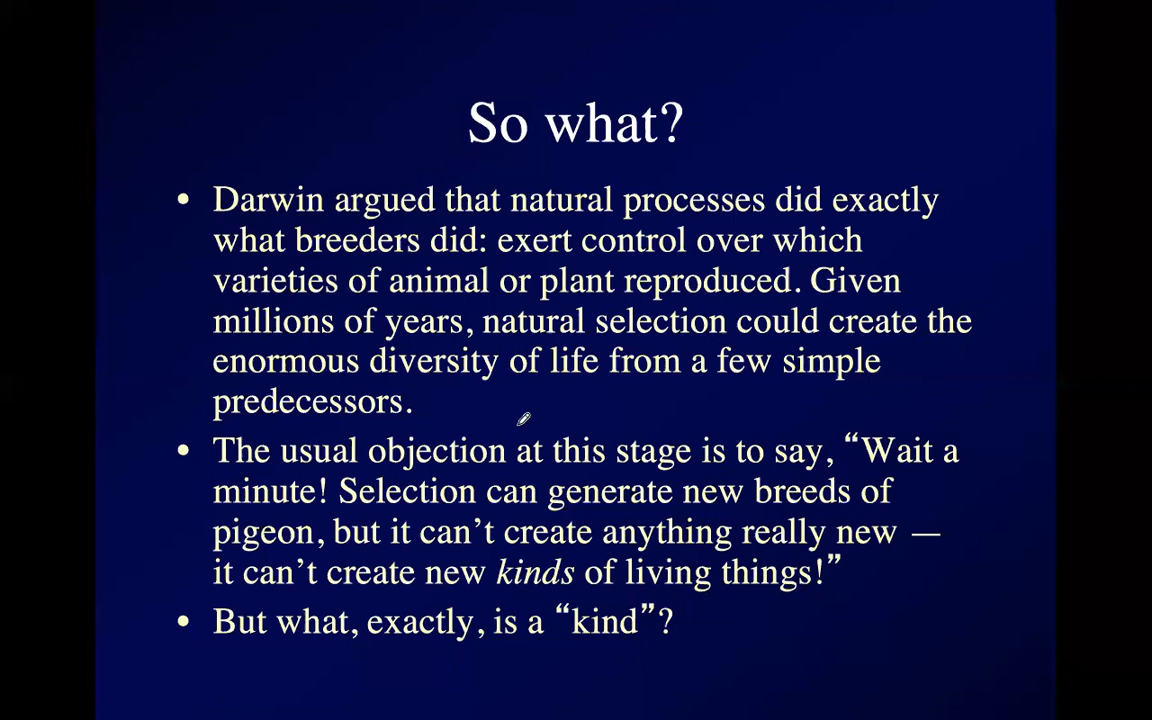 So what?
• Darwin argued that natural processes did exactly
what breeders did: exert control over which
varieties of animal or plant reproduced. Given
millions of years, natural selection could create the
enormous diversity of life from a few simple
predecessors.
• The usual objection at this stage is to say, “Wait a
minute! Selection can generate new breeds of
pigeon, but it can’t create anything really new —
it can’t create new kinds of living things!”
• But what, exactly, is a “kind”?